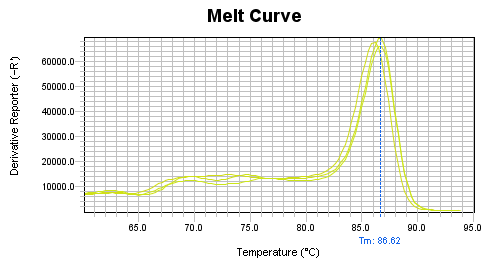 Melt Curve
Derivative Reporter (−R')
60000.0
50000.0
40000.0
30000.0
20000.0
10000.0
65.0 70.0 75.0 80.0 85.0 90.0 95.0
Tm: 86.62
Temperature (°C)